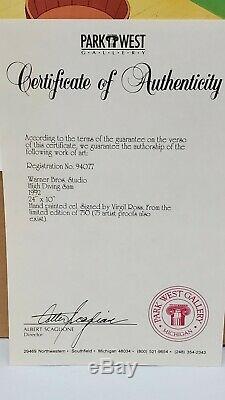 PARK WEST
GALLERY
Certificate of Authenticity
According to the terms of the guarantee on the verso
of this certificate, we guarantee the authorship of the
following work of art:
Registration No. 94077
Warner Bros. Studio
High Diving Sam
1992
24" x 10"
Hand painted cel. Signed by Virgil Ross. From the
limited edition of 750 (75 artist proofs also
exist).
PARK WEST GALLERY
MICHIGAN
ALBERT SCAGLIONE
Director
29469 Northwestern • Southfield • Michigan 48034 • (800) 521-9654 • (248) 354-2343